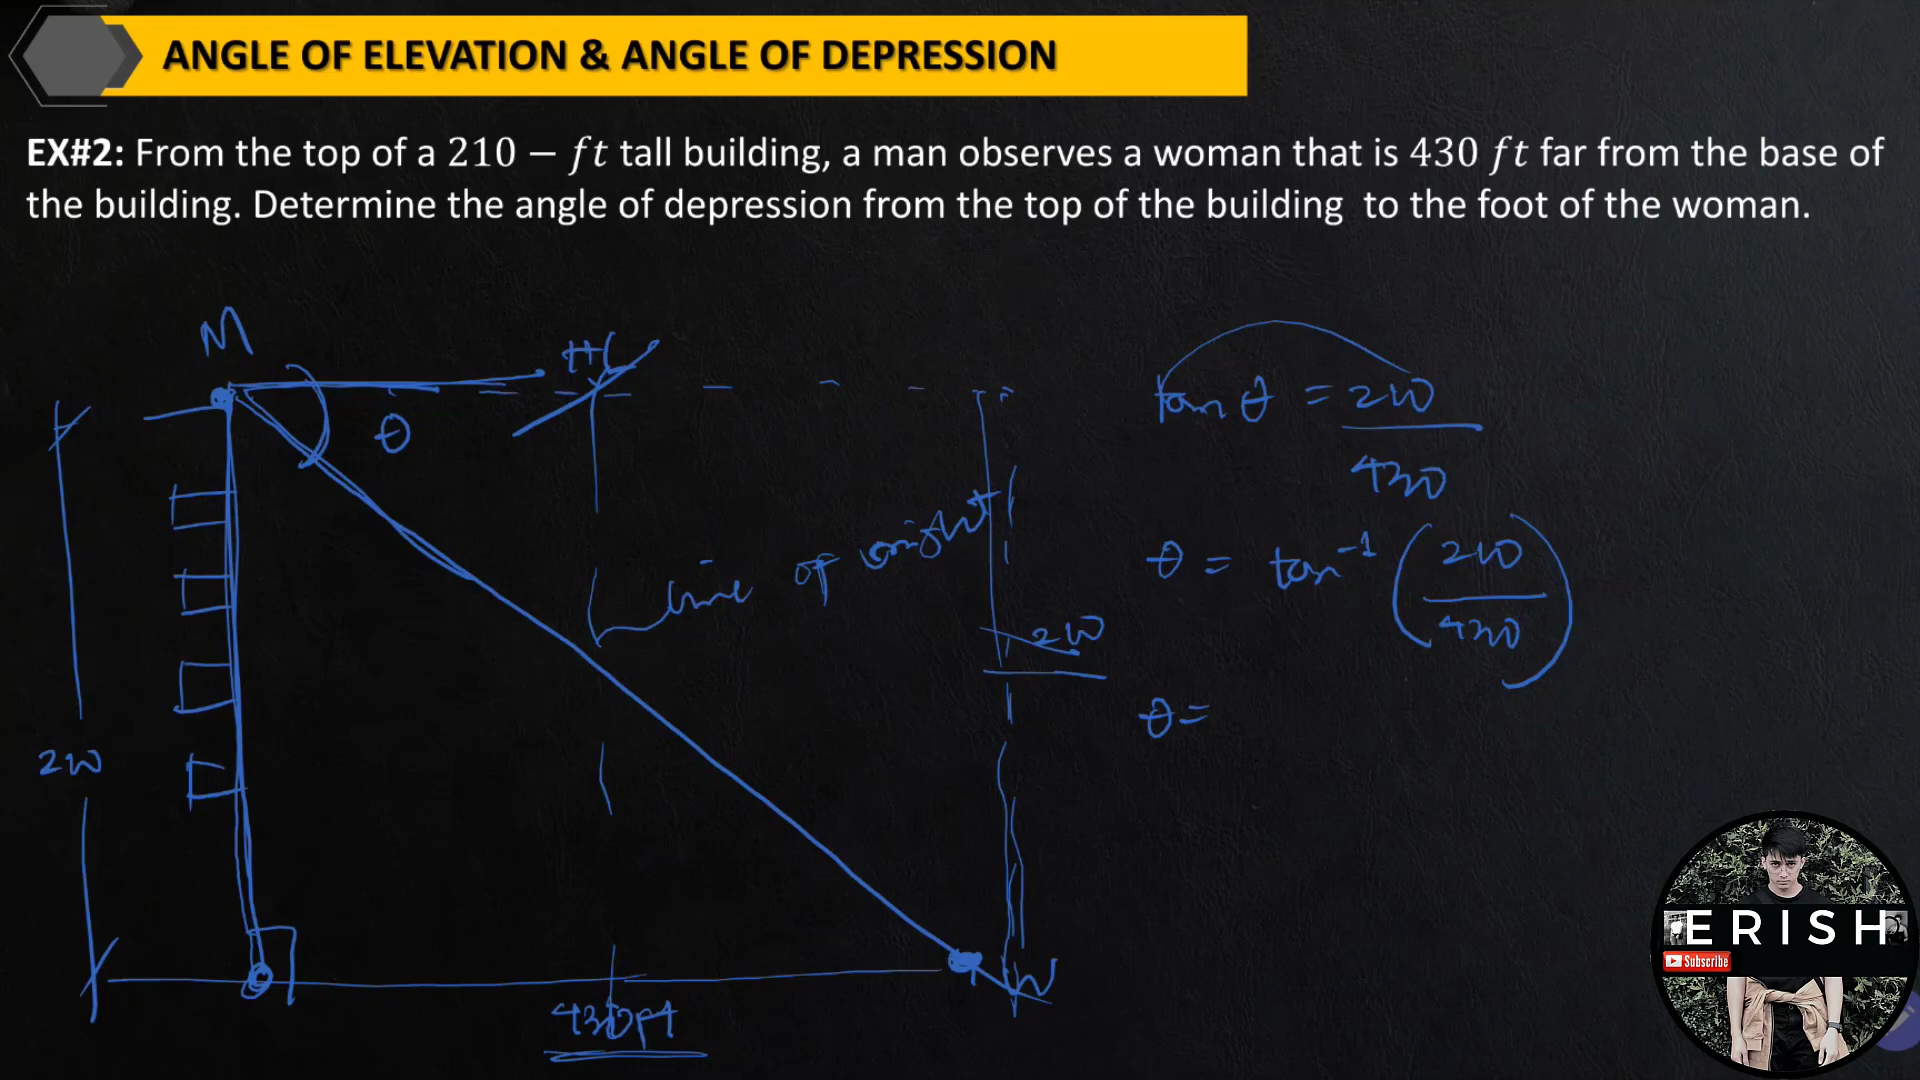 ANGLE OF ELEVATION & ANGLE OF DEPRESSION
EX#2: From the top of a 210 − ft tall building, a man observes a woman that is 430 ft far from the base of
the building. Determine the angle of depression from the top of the building to the foot of the woman.
M
HL
θ
tan θ = 210
430
Line of
θ = tan⁻¹ (210
430)
210
θ =
210
W
430ft
ERISH
Subscribe